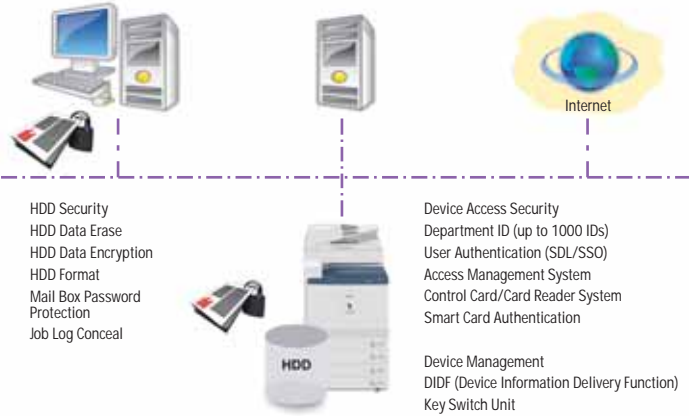 Internet
HDD Security
HDD Data Erase
HDD Data Encryption
HDD Format
Mail Box Password
Protection
Job Log Conceal
HDD
Device Access Security
Department ID (up to 1000 IDs)
User Authentication (SDL/SSO)
Access Management System
Control Card/Card Reader System
Smart Card Authentication
Device Management
DIDF (Device Information Delivery Function)
Key Switch Unit